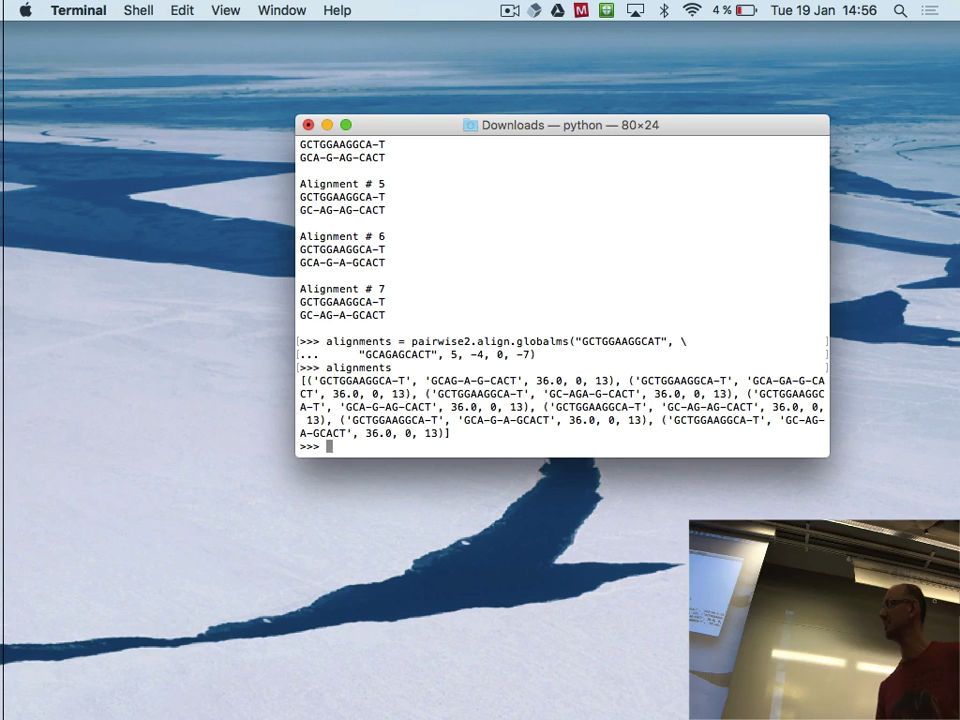 Terminal Shell Edit View Window Help 4 % Tue 19 Jan 14:56
Downloads — python — 80×24
GCTGGAAGGCA-T
GCA-G-AG-CACT
Alignment # 5
GCTGGAAGGCA-T
GC-AG-AG-CACT
Alignment # 6
GCTGGAAGGCA-T
GCA-G-A-GCACT
Alignment # 7
GCTGGAAGGCA-T
GC-AG-A-GCACT
[>>> alignments = pairwise2.align.globalms("GCTGGAAGGCAT", \ ]
[... "GCAGAGCACT", 5, -4, 0, -7) ]
[>>> alignments ]
[('GCTGGAAGGCA-T', 'GCAG-A-G-CACT', 36.0, 0, 13), ('GCTGGAAGGCA-T', 'GCA-GA-G-CA
CT', 36.0, 0, 13), ('GCTGGAAGGCA-T', 'GC-AGA-G-CACT', 36.0, 0, 13), ('GCTGGAAGGC
A-T', 'GCA-G-AG-CACT', 36.0, 0, 13), ('GCTGGAAGGCA-T', 'GC-AG-AG-CACT', 36.0, 0,
 13), ('GCTGGAAGGCA-T', 'GCA-G-A-GCACT', 36.0, 0, 13), ('GCTGGAAGGCA-T', 'GC-AG-
A-GCACT', 36.0, 0, 13)]
>>>